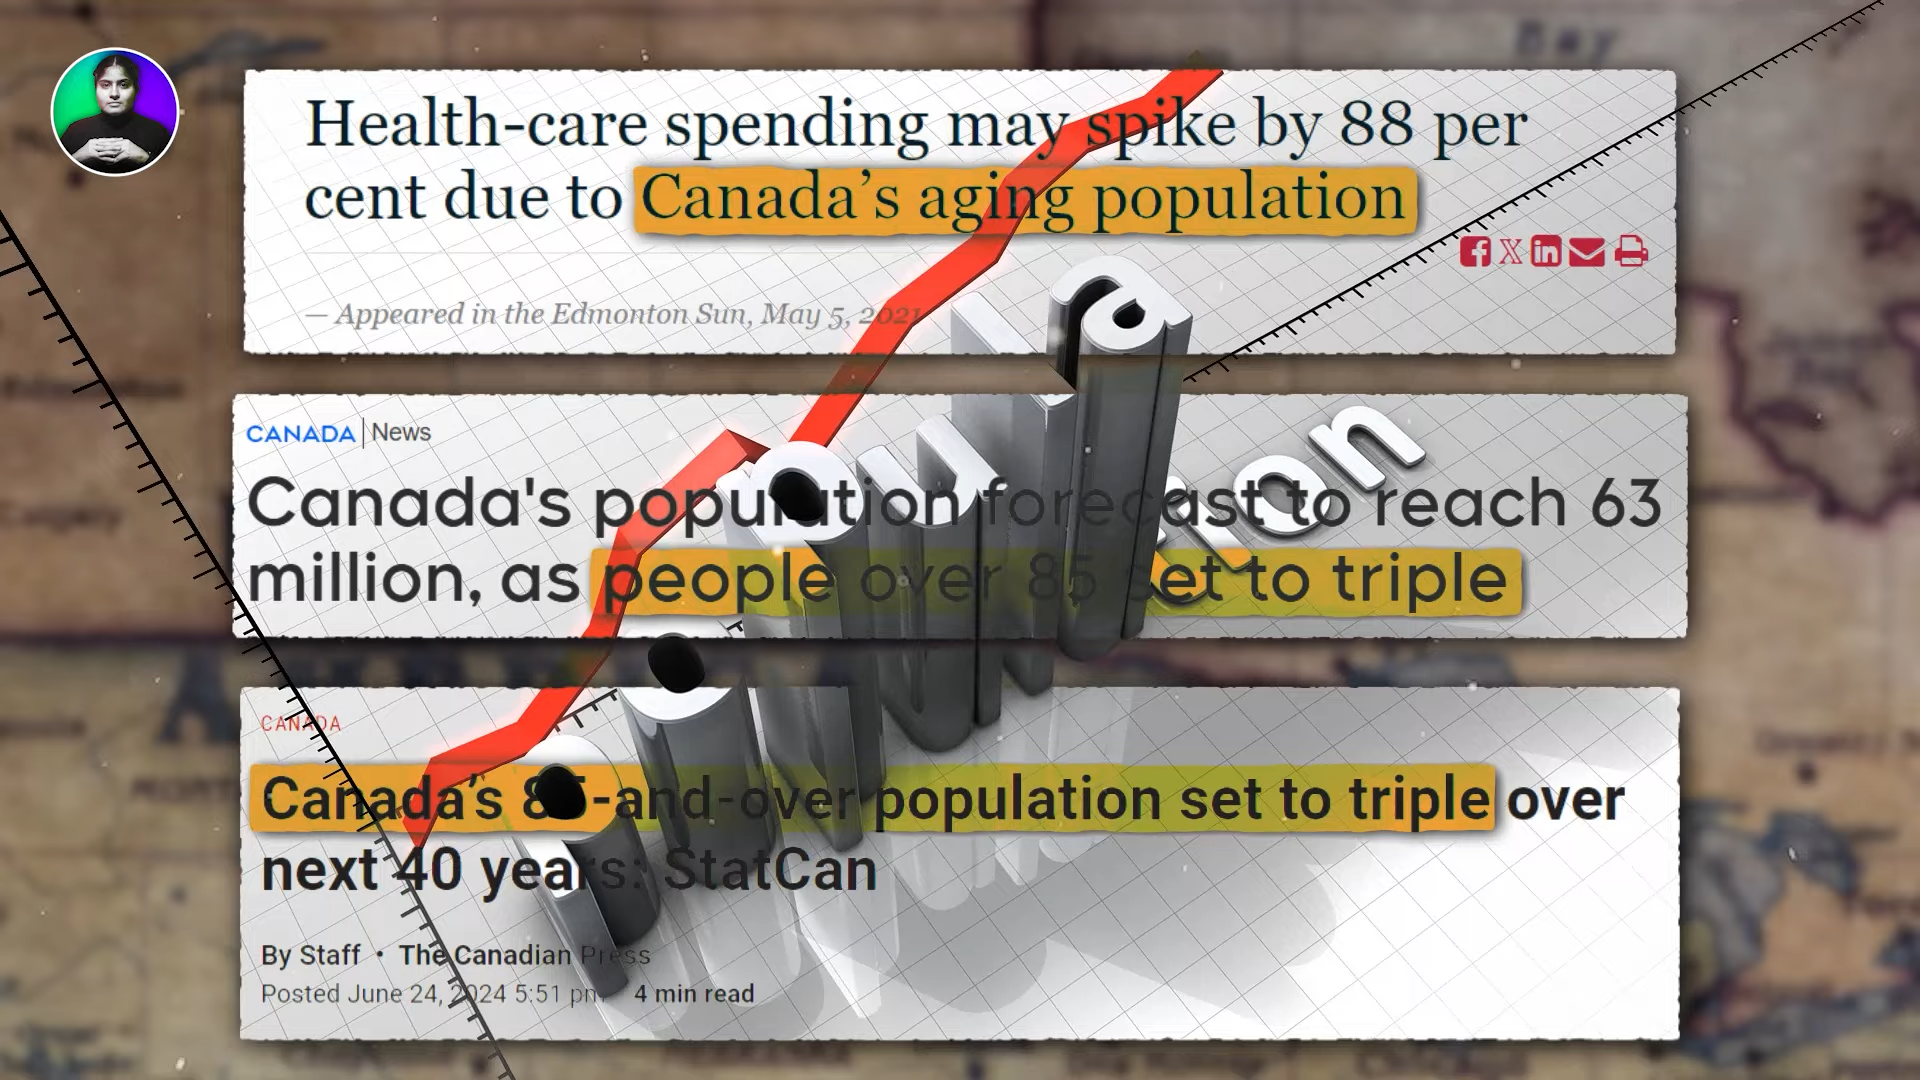 Health-care spending may spike by 88 per
cent due to Canada's aging population
— Appeared in the Edmonton Sun, May 5, 2021
CANADA | News
Canada's population forecast to reach 63
million, as people over 85 set to triple
CANADA
Canada's 85-and-over population set to triple over
next 40 years: StatCan
By Staff • The Canadian Press
Posted June 24, 2024 5:51 pm
4 min read
Bay